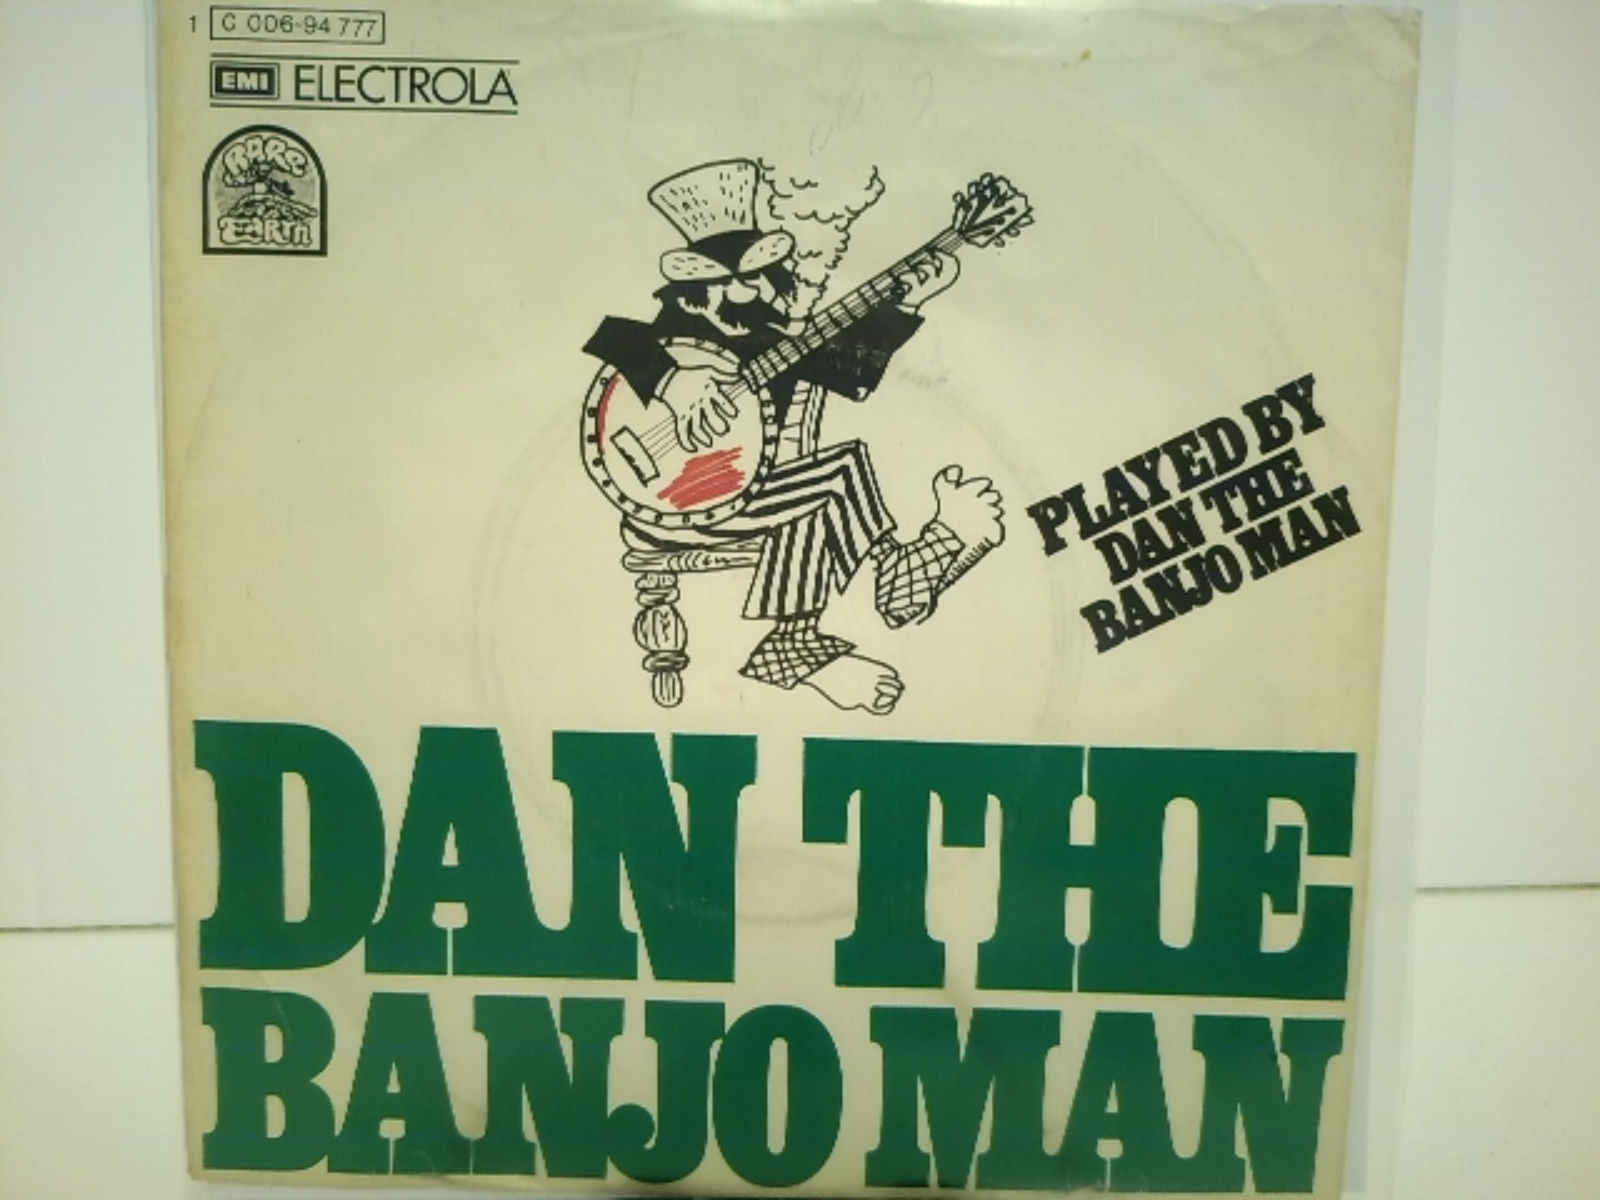 1 C 006-94 777
EMI ELECTROLA
RARE
EARTH
PLAYED BY
DAN THE
BANJO MAN
DAN THE
BANJO MAN